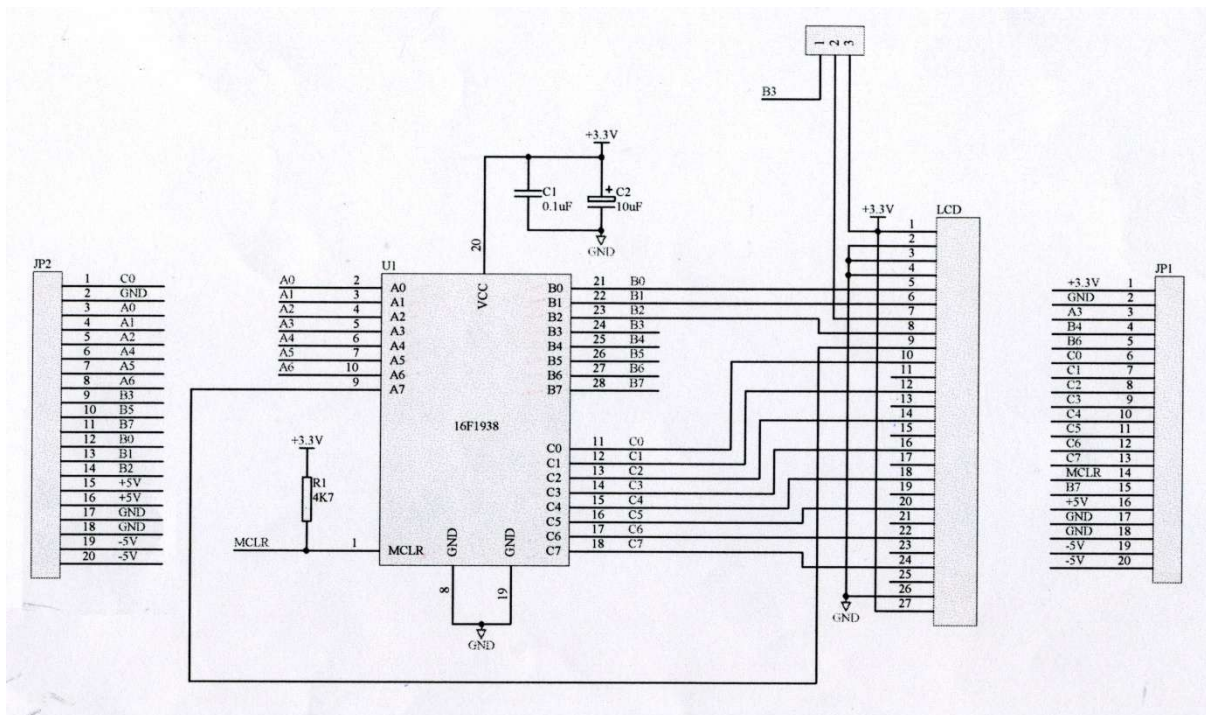 1 2 3
B3
+3.3V
C1
0.1uF
+
C2
10uF
GND
20
U1
VCC
A0 2 A0
A1 3 A1
A2 4 A2
A3 5 A3
A4 6 A4
A5 7 A5
A6 10 A6
9 A7
B0 21 B0
B1 22 B1
B2 23 B2
B3 24 B3
B4 25 B4
B5 26 B5
B6 27 B6
B7 28 B7
16F1938
C0 11 C0
C1 12 C1
C2 13 C2
C3 14 C3
C4 15 C4
C5 16 C5
C6 17 C6
C7 18 C7
+3.3V
R1
4K7
MCLR 1 MCLR
GND GND
8 19
GND
JP2
1 C0
2 GND
3 A0
4 A1
5 A2
6 A4
7 A5
8 A6
9 B3
10 B5
11 B7
12 B0
13 B1
14 B2
15 +5V
16 +5V
17 GND
18 GND
19 -5V
20 -5V
+3.3V
LCD
1
2
3
4
5
6
7
8
9
10
11
12
13
14
15
16
17
18
19
20
21
22
23
24
25
26
27
GND
JP1
+3.3V 1
GND 2
A3 3
B4 4
B6 5
C0 6
C1 7
C2 8
C3 9
C4 10
C5 11
C6 12
C7 13
MCLR 14
B7 15
+5V 16
GND 17
GND 18
-5V 19
-5V 20